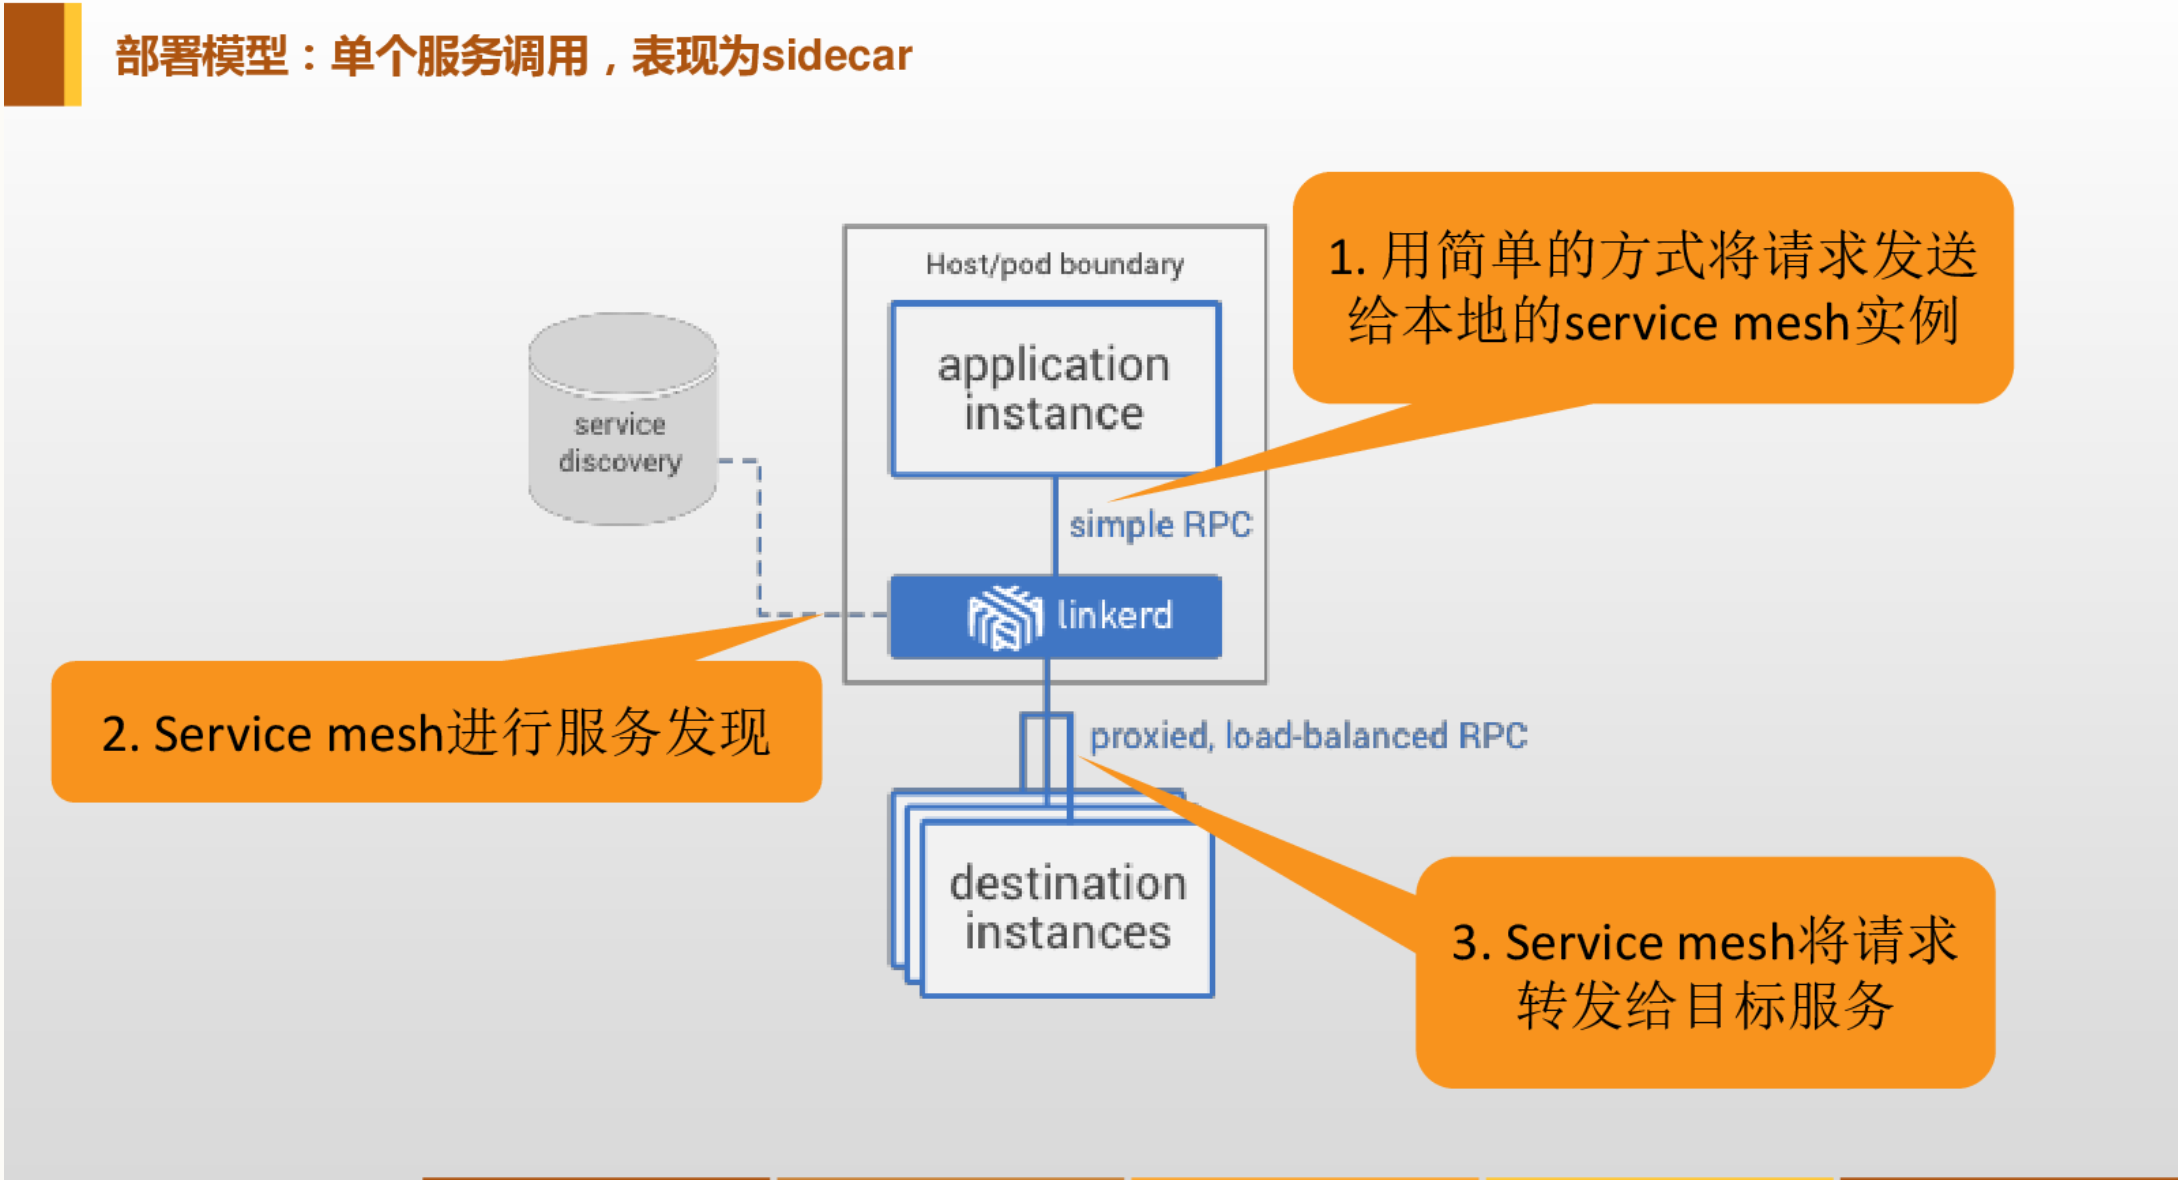 部署模型：单个服务调用，表现为sidecar
1. 用简单的方式将请求发送
给本地的service mesh实例
Host/pod boundary
application
instance
service
discovery
simple RPC
linkerd
2. Service mesh进行服务发现
proxied, load-balanced RPC
destination
instances
3. Service mesh将请求
转发给目标服务